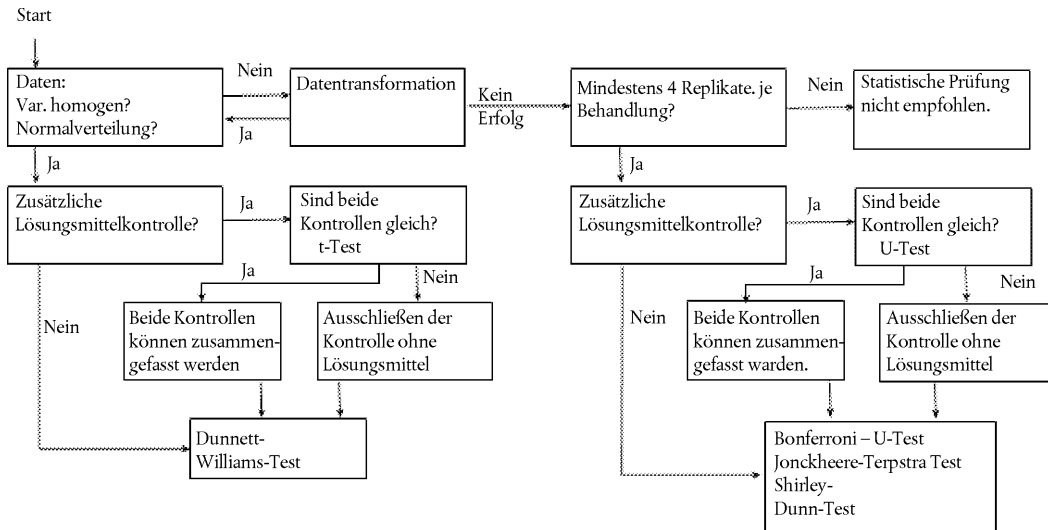 Start
Daten:
Var. homogen?
Normalverteilung?
Nein
Ja
Datentransformation
Kein
Erfolg
Mindestens 4 Replikate. je
Behandlung?
Nein
Statistische Prüfung
nicht empfohlen.
Ja
Zusätzliche
Lösungsmittelkontrolle?
Ja
Sind beide
Kontrollen gleich?
t-Test
Ja
Nein
Nein
Beide Kontrollen
können zusammen-
gefasst werden
Ausschließen der
Kontrolle ohne
Lösungsmittel
Dunnett-
Williams-Test
Ja
Zusätzliche
Lösungsmittelkontrolle?
Ja
Sind beide
Kontrollen gleich?
U-Test
Ja
Nein
Nein
Beide Kontrollen
können zusammen-
gefasst warden.
Ausschließen der
Kontrolle ohne
Lösungsmittel
Bonferroni – U-Test
Jonckheere-Terpstra Test
Shirley-
Dunn-Test